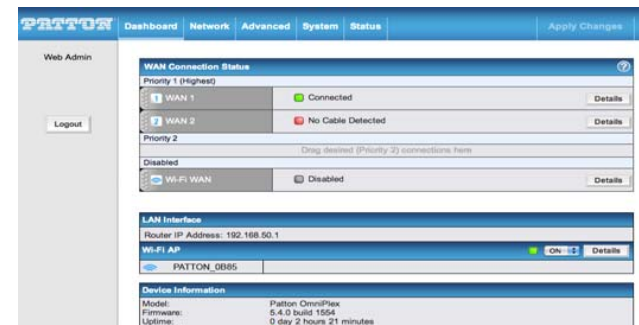 PATTON
Dashboard Network Advanced System Status Apply Changes
Web Admin
Logout
WAN Connection Status ?
Priority 1 (Highest)
1 WAN 1 Connected Details
2 WAN 2 No Cable Detected Details
Priority 2
Drag desired (Priority 2) connections here
Disabled
Wi-Fi WAN Disabled Details
LAN Interface
Router IP Address: 192.168.50.1
Wi-Fi AP ON Details
PATTON_0B85
Device Information
Model: Patton OmniPlex
Firmware: 5.4.0 build 1554
Uptime: 0 day 2 hours 21 minutes